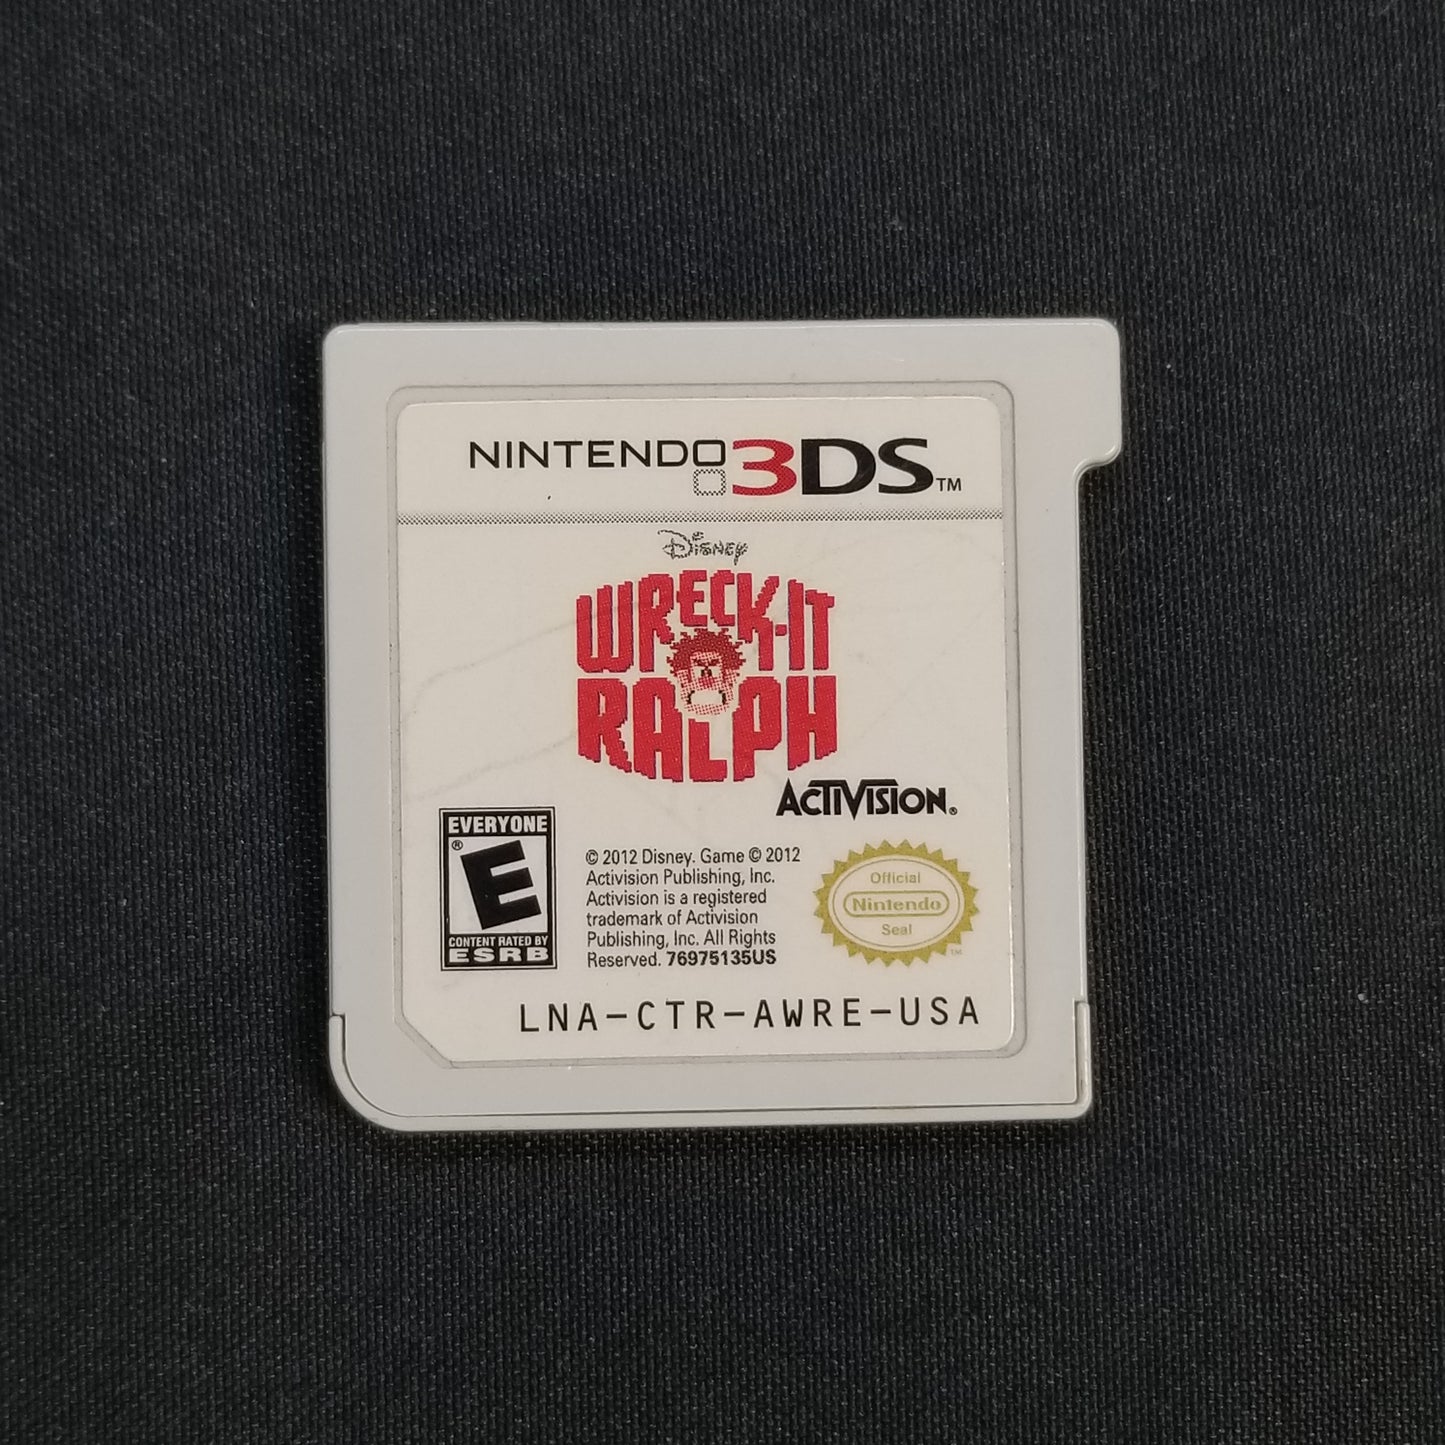 NINTENDO 3DS™
Disney
WRECK-IT
RALPH
ACTIVISION®
EVERYONE
E®
CONTENT RATED BY
ESRB
© 2012 Disney. Game © 2012
Activision Publishing, Inc.
Activision is a registered
trademark of Activision
Publishing, Inc. All Rights
Reserved. 76975135US
Official
Nintendo
Seal
™
LNA-CTR-AWRE-USA